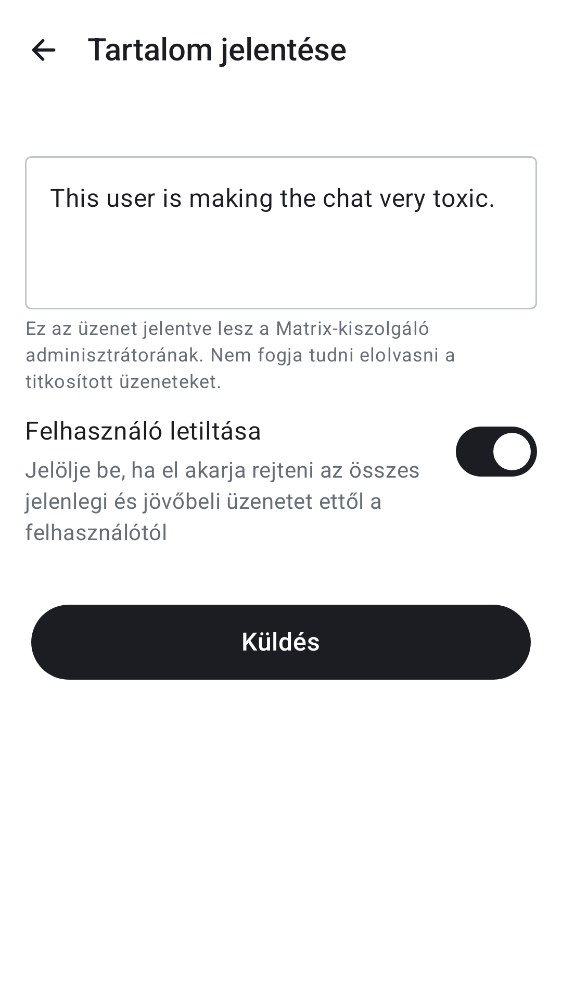 Tartalom jelentése
This user is making the chat very toxic.
Ez az üzenet jelentve lesz a Matrix-kiszolgáló
adminisztrátorának. Nem fogja tudni elolvasni a
titkosított üzeneteket.
Felhasználó letiltása
Jelölje be, ha el akarja rejteni az összes
jelenlegi és jövőbeli üzenetet ettől a
felhasználótól
Küldés